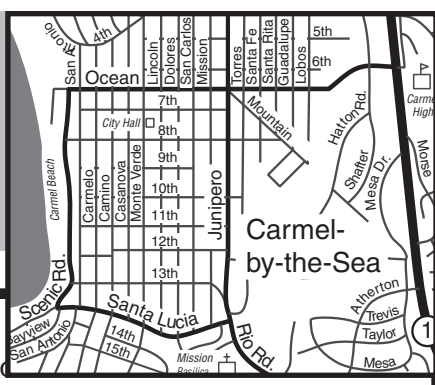 4th
San A
Ocean
Lincoln
Dolores
San Carlos
Mission
Torres
Santa Fe
Santa Rita
Guadalupe
Lobos
5th
6th
7th
City Hall
8th
Mountain
Hatton Rd.
Shafter
Mesa Dr.
Carme
High
Morse
Carmel Beach
Carmelo
Camino
Casanova
Monte Verde
9th
10th
11th
12th
13th
Junipero
Carmel-
by-the-Sea
Scenic Rd.
Santa Lucia
Atherton
Trevis
Taylor
Mesa
1
Bayview
San Antonio
14th
15th
Mission
Basilica
Rio Rd.